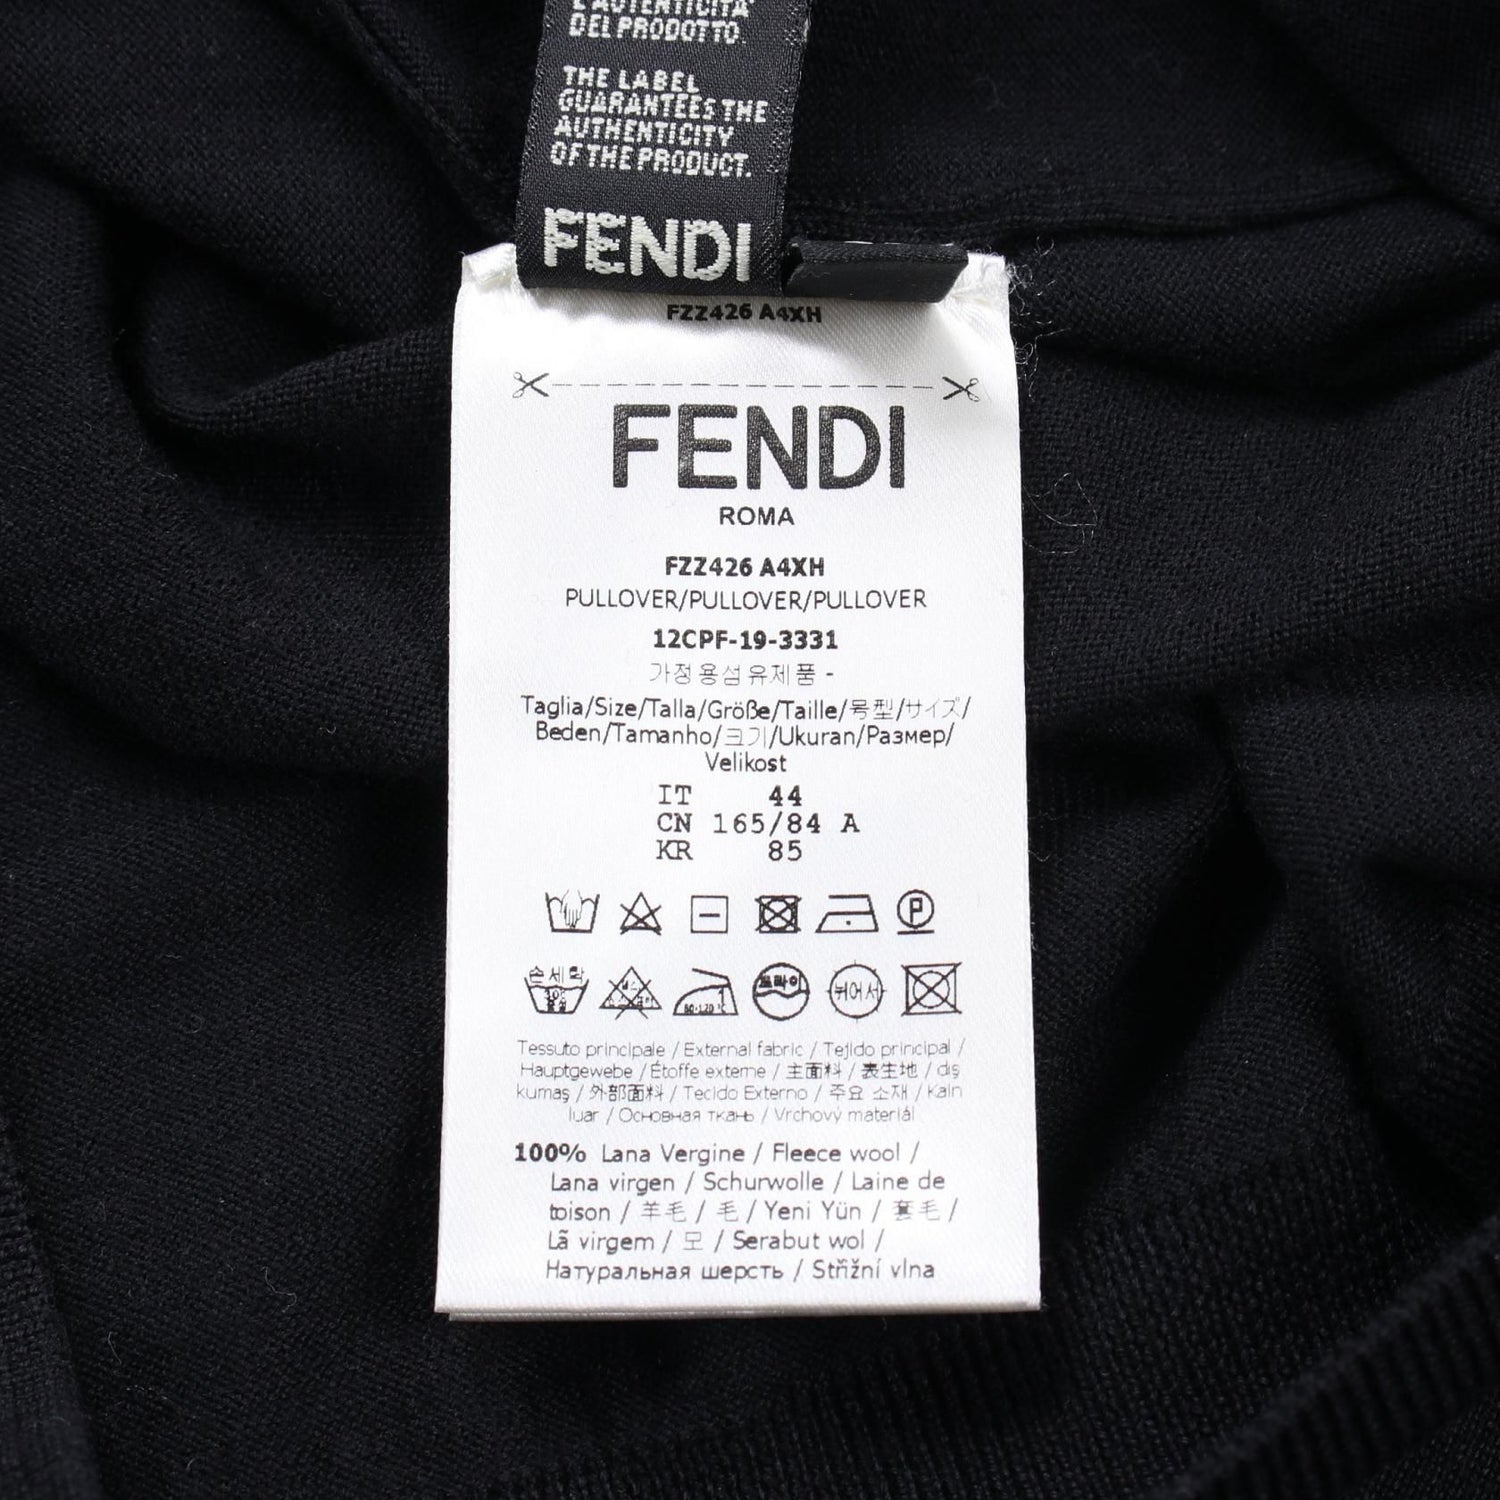 L'AUTENTICITÀ
DEL PRODOTTO.
THE LABEL
GUARANTEES THE
AUTHENTICITY
OF THE PRODUCT.
FENDI
FZZ426 A4XH
FENDI
ROMA
FZZ426 A4XH
PULLOVER/PULLOVER/PULLOVER
12CPF-19-3331
가정용섬유제품 -
Taglia/Size/Talla/Größe/Taille/号型/サイズ/
Beden/Tamanho/크기/Ukuran/Размер/
Velikost
IT 44
CN 165/84 A
KR 85
P
손세탁 드라이 뉘어서
80-120℃
Tessuto principale / External fabric / Tejido principal /
Hauptgewebe / Étoffe externe / 主面料 / 表生地 / dış
kumaş / 外部面料 / Tecido Externo / 주요 소재 / Kain
luar / Основная ткань / Vrchový materiál
100% Lana Vergine / Fleece wool /
Lana virgen / Schurwolle / Laine de
toison / 羊毛 / 毛 / Yeni Yün / 套毛 /
Lã virgem / 모 / Serabut wol /
Натуральная шерсть / Střižní vlna